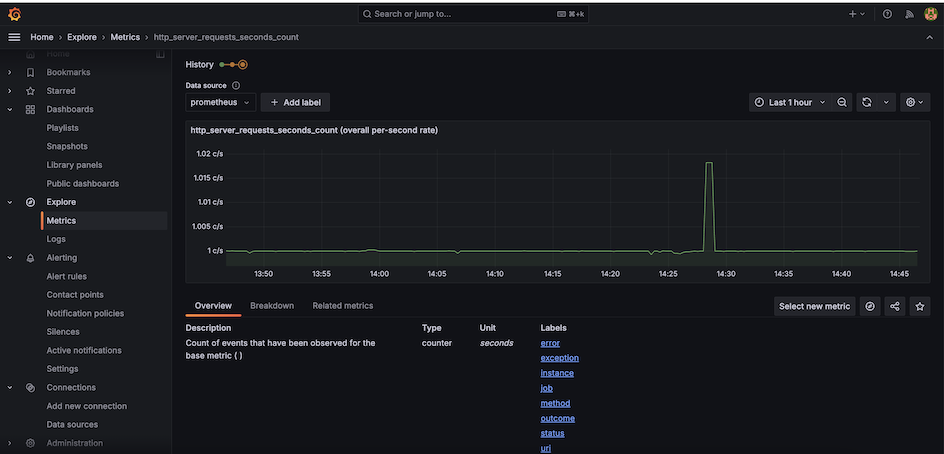 Search or jump to... ⌘+k
Home > Explore > Metrics > http_server_requests_seconds_count
Home
Bookmarks
Starred
Dashboards
Playlists
Snapshots
Library panels
Public dashboards
Explore
Metrics
Logs
Alerting
Alert rules
Contact points
Notification policies
Silences
Active notifications
Settings
Connections
Add new connection
Data sources
Administration
History
Data source
prometheus + Add label Last 1 hour
http_server_requests_seconds_count (overall per-second rate)
1.02 c/s
1.015 c/s
1.01 c/s
1.005 c/s
1 c/s
13:50 13:55 14:00 14:05 14:10 14:15 14:20 14:25 14:30 14:35 14:40 14:45
Overview Breakdown Related metrics Select new metric
Description Type Unit Labels
Count of events that have been observed for the counter seconds error
base metric ( )
exception
instance
job
method
outcome
status
uri